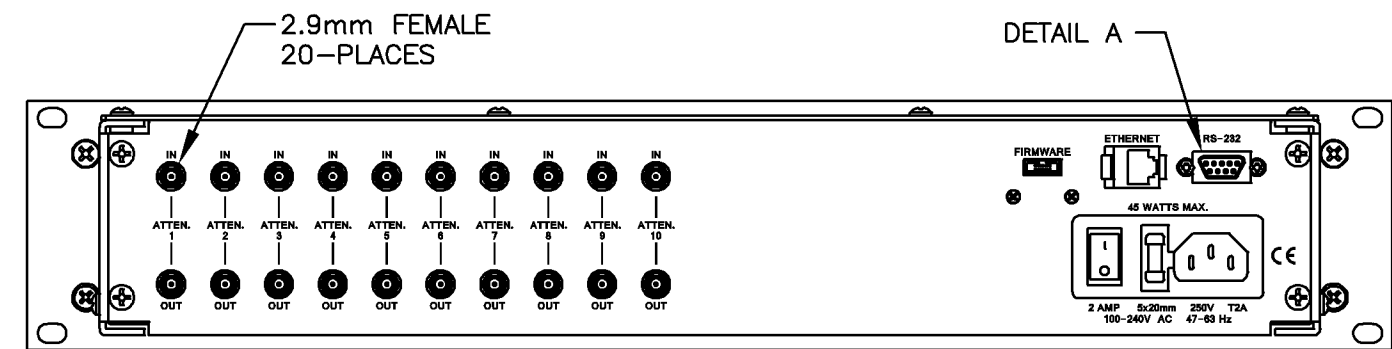 2.9mm FEMALE
20-PLACES
DETAIL A
IN IN IN IN IN IN IN IN IN IN
ETHERNET RS-232
FIRMWARE
45 WATTS MAX.
ATTEN. ATTEN. ATTEN. ATTEN. ATTEN. ATTEN. ATTEN. ATTEN. ATTEN. ATTEN.
1 2 3 4 5 6 7 8 9 10
I
O
CE
OUT OUT OUT OUT OUT OUT OUT OUT OUT OUT
2 AMP 5x20mm 250V T2A
100-240V AC 47-63 Hz